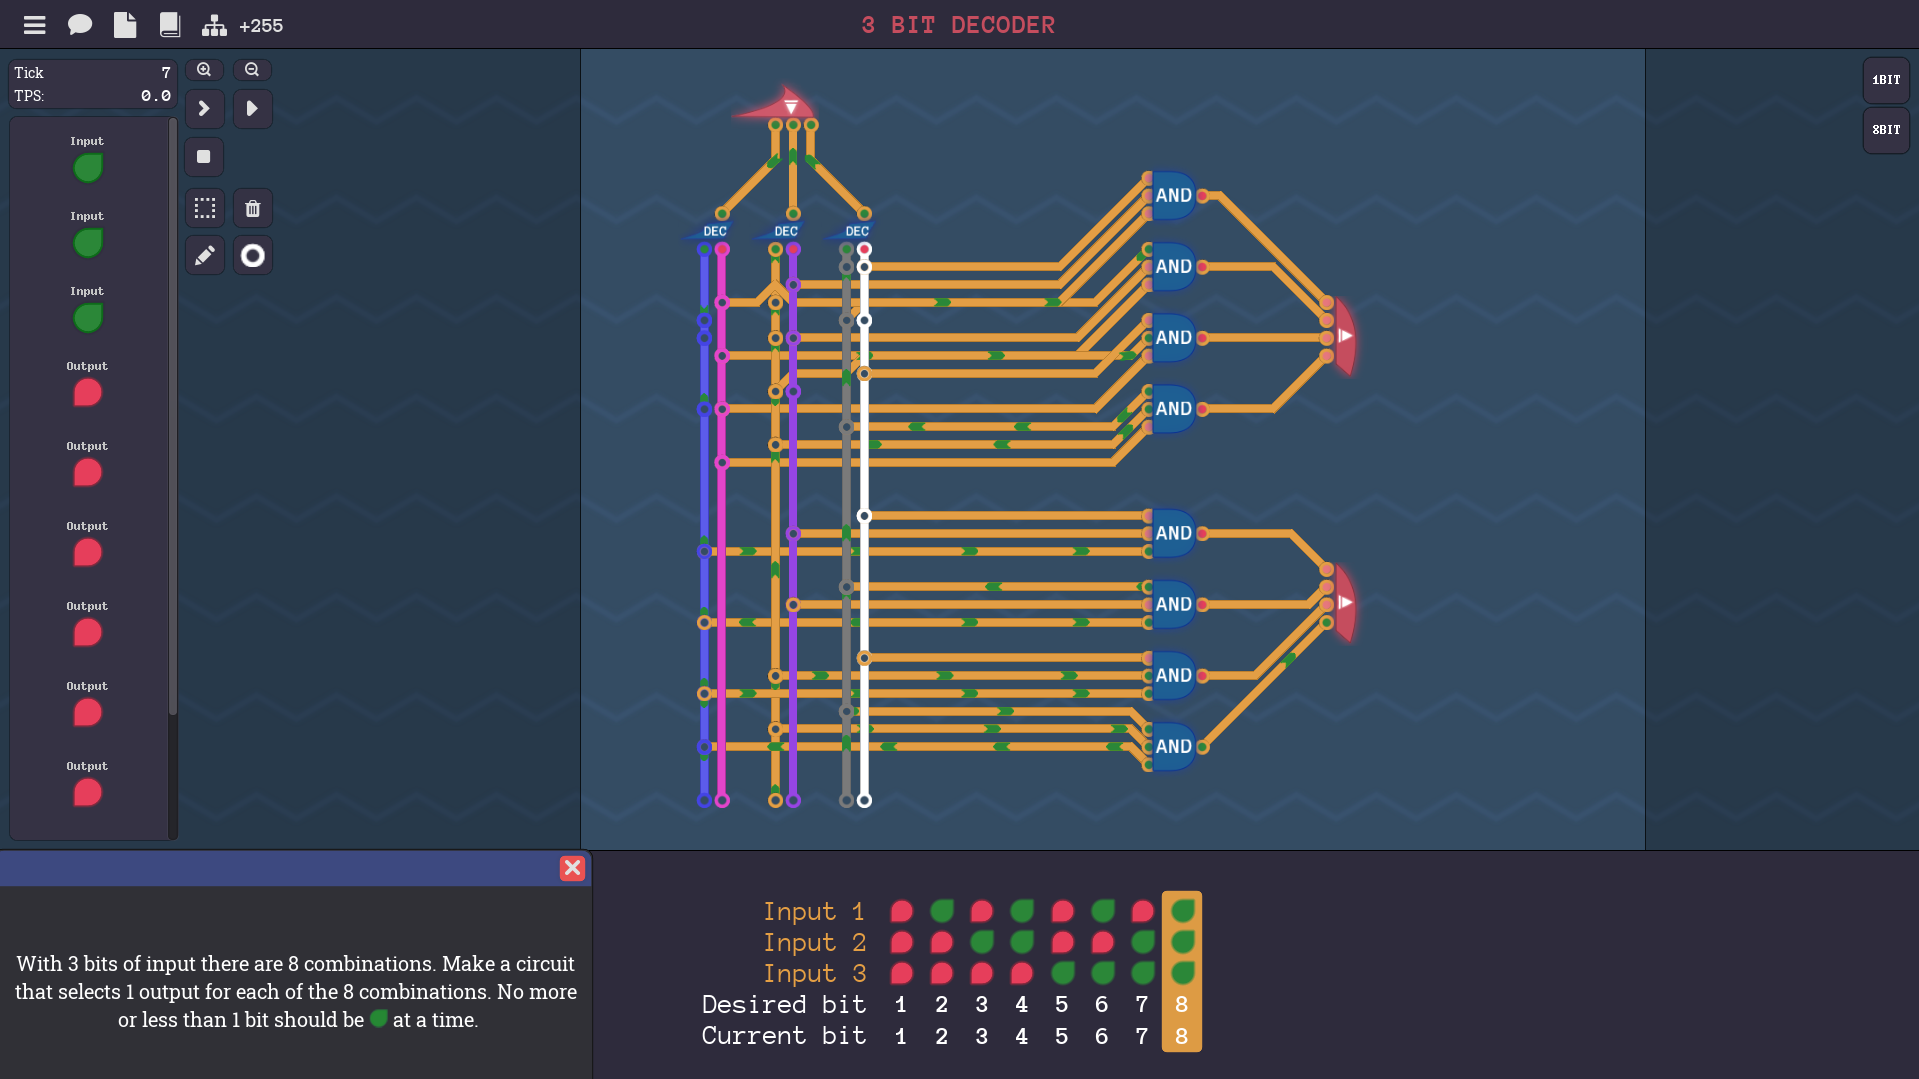 +255
3 BIT DECODER
Tick 7
TPS: 0.0
1BIT
8BIT
Input
Input
Input
Output
Output
Output
Output
Output
Output
DEC DEC DEC
AND
AND
AND
AND
AND
AND
AND
AND
With 3 bits of input there are 8 combinations. Make a circuit
that selects 1 output for each of the 8 combinations. No more
or less than 1 bit should be at a time.
Input 1
Input 2
Input 3
Desired bit 1 2 3 4 5 6 7 8
Current bit 1 2 3 4 5 6 7 8